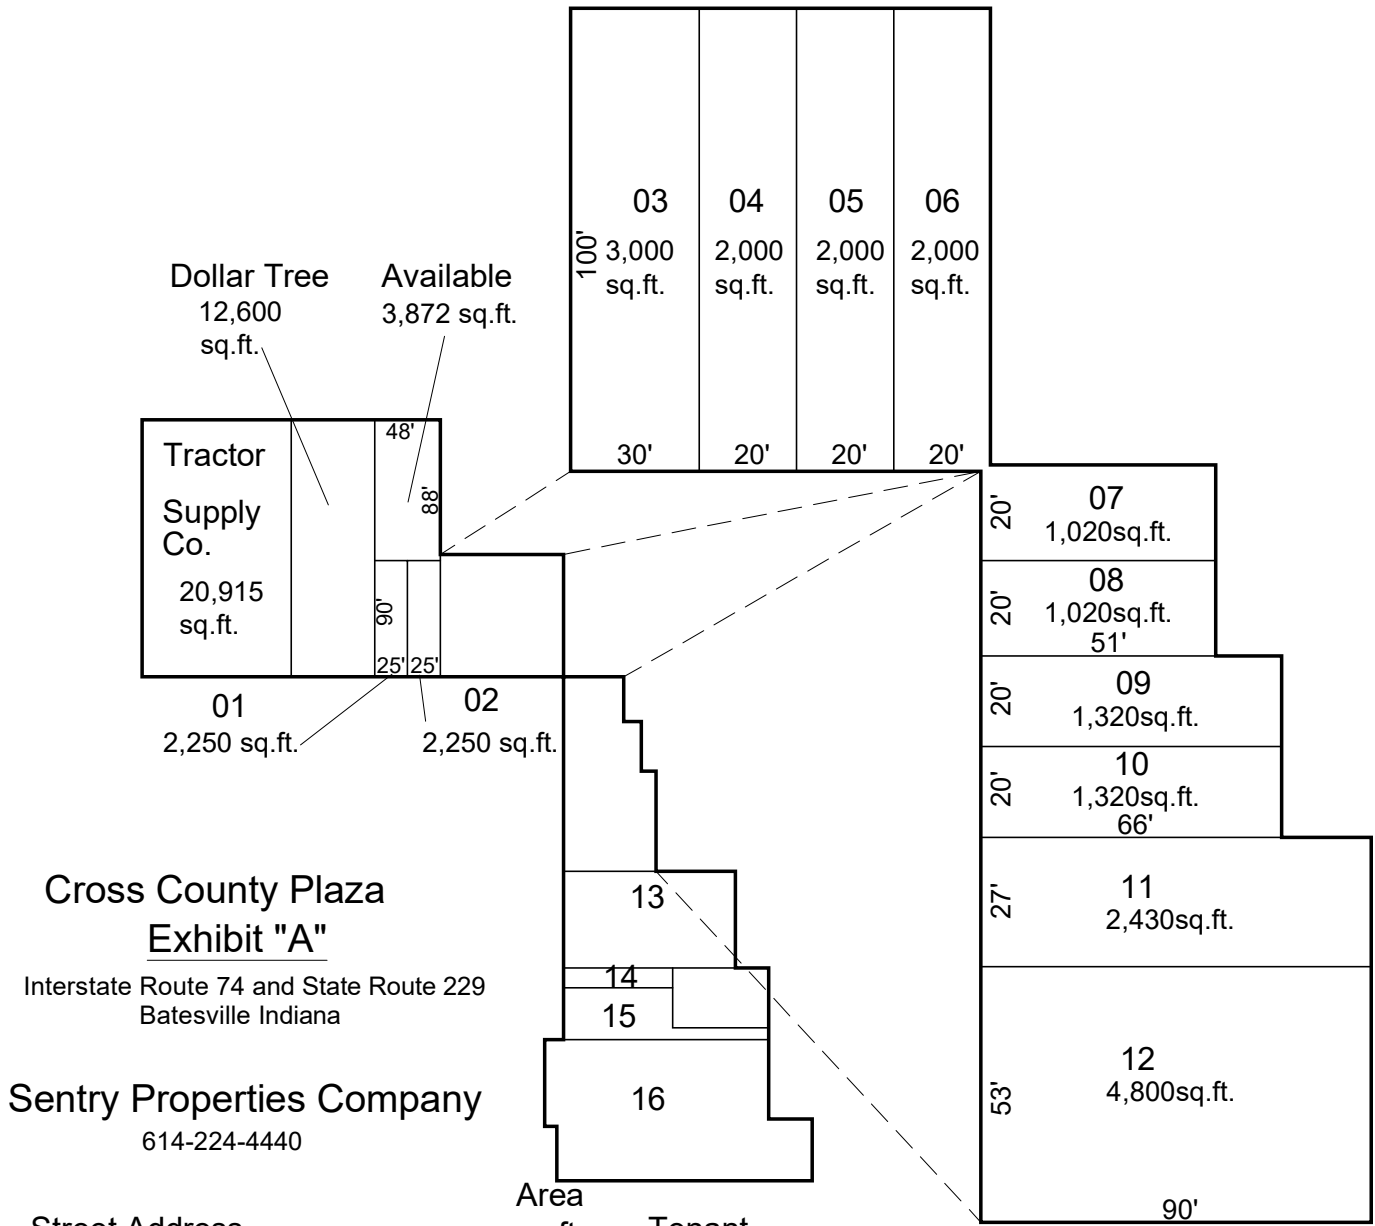 03
04
05
06
100'
3,000
sq.ft.
2,000
sq.ft.
2,000
sq.ft.
2,000
sq.ft.
30'
20'
20'
20'
Dollar Tree
12,600
sq.ft.
Available
3,872 sq.ft.
48'
88'
Tractor
Supply
Co.
20,915
sq.ft.
90'
25'
25'
01
2,250 sq.ft.
02
2,250 sq.ft.
20'
07
1,020sq.ft.
20'
08
1,020sq.ft.
51'
20'
09
1,320sq.ft.
20'
10
1,320sq.ft.
66'
27'
11
2,430sq.ft.
53'
12
4,800sq.ft.
90'
13
14
15
16
Cross County Plaza
Exhibit "A"
Interstate Route 74 and State Route 229
Batesville Indiana
Sentry Properties Company
614-224-4440
Area
Street Address
Tenant